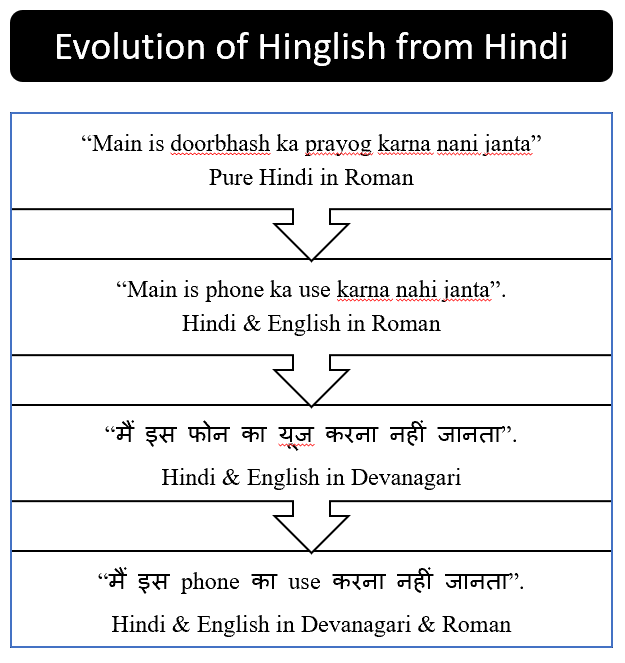 Evolution of Hinglish from Hindi
“Main is doorbhash ka prayog karna nani janta”
Pure Hindi in Roman
“Main is phone ka use karna nahi janta”.
Hindi & English in Roman
“मैं इस फोन का यूज करना नहीं जानता”.
Hindi & English in Devanagari
“मैं इस phone का use करना नहीं जानता”.
Hindi & English in Devanagari & Roman